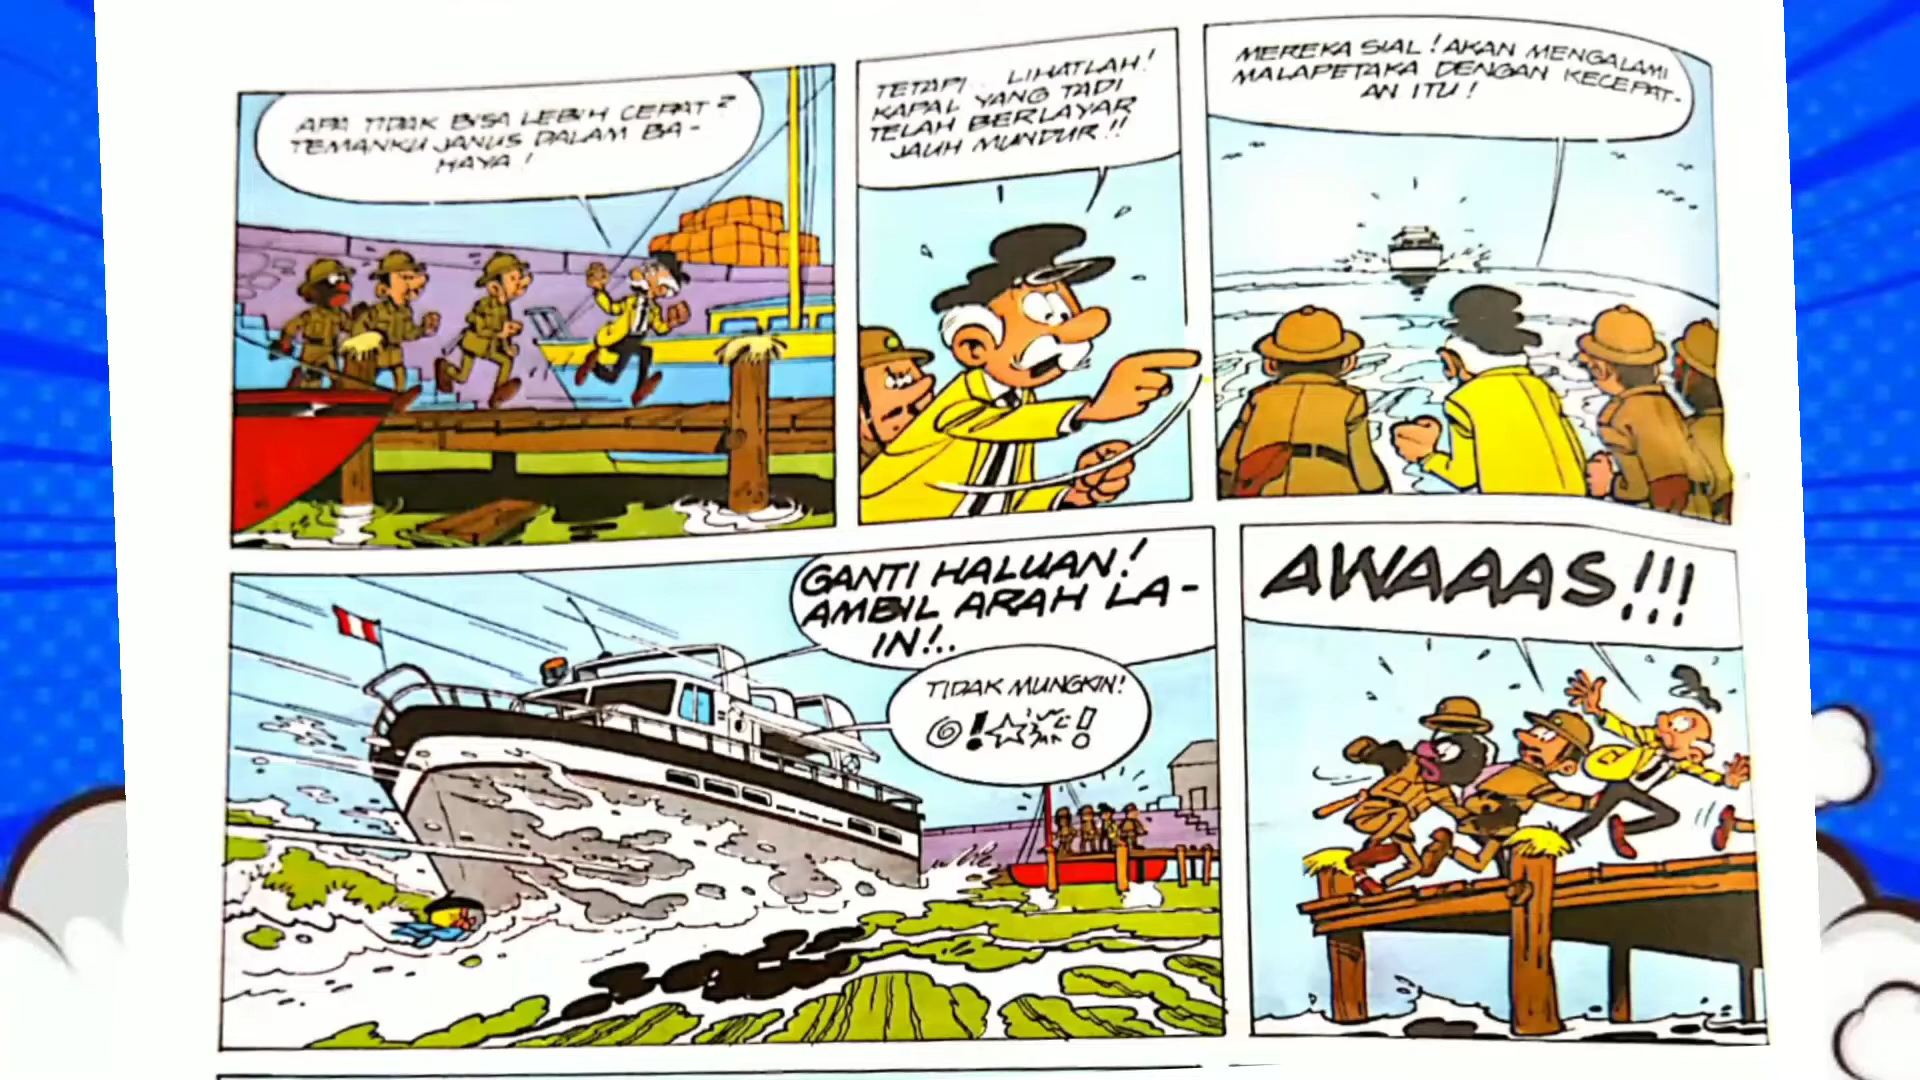 APA TIDAK BISA LEBIH CEPAT?
TEMANKU JANUS DALAM BA-
HAYA!
TETAPI... LIHATLAH!
KAPAL YANG TADI
TELAH BERLAYAR
JAUH MUNDUR!!
MEREKA SIAL! AKAN MENGALAMI
MALAPETAKA DENGAN KECEPAT-
AN ITU!
GANTI HALUAN!
AMBIL ARAH LA-
IN!..
TIDAK MUNGKIN!
AWAAAS!!!